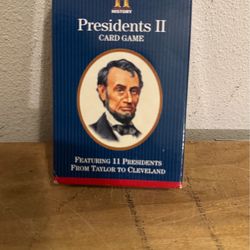 HISTORY
Presidents II
CARD GAME
FEATURING 11 PRESIDENTS
FROM TAYLOR TO CLEVELAND